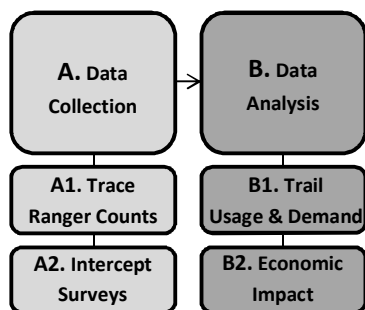 A. Data
Collection
B. Data
Analysis
A1. Trace
Ranger Counts
B1. Trail
Usage & Demand
A2. Intercept
Surveys
B2. Economic
Impact